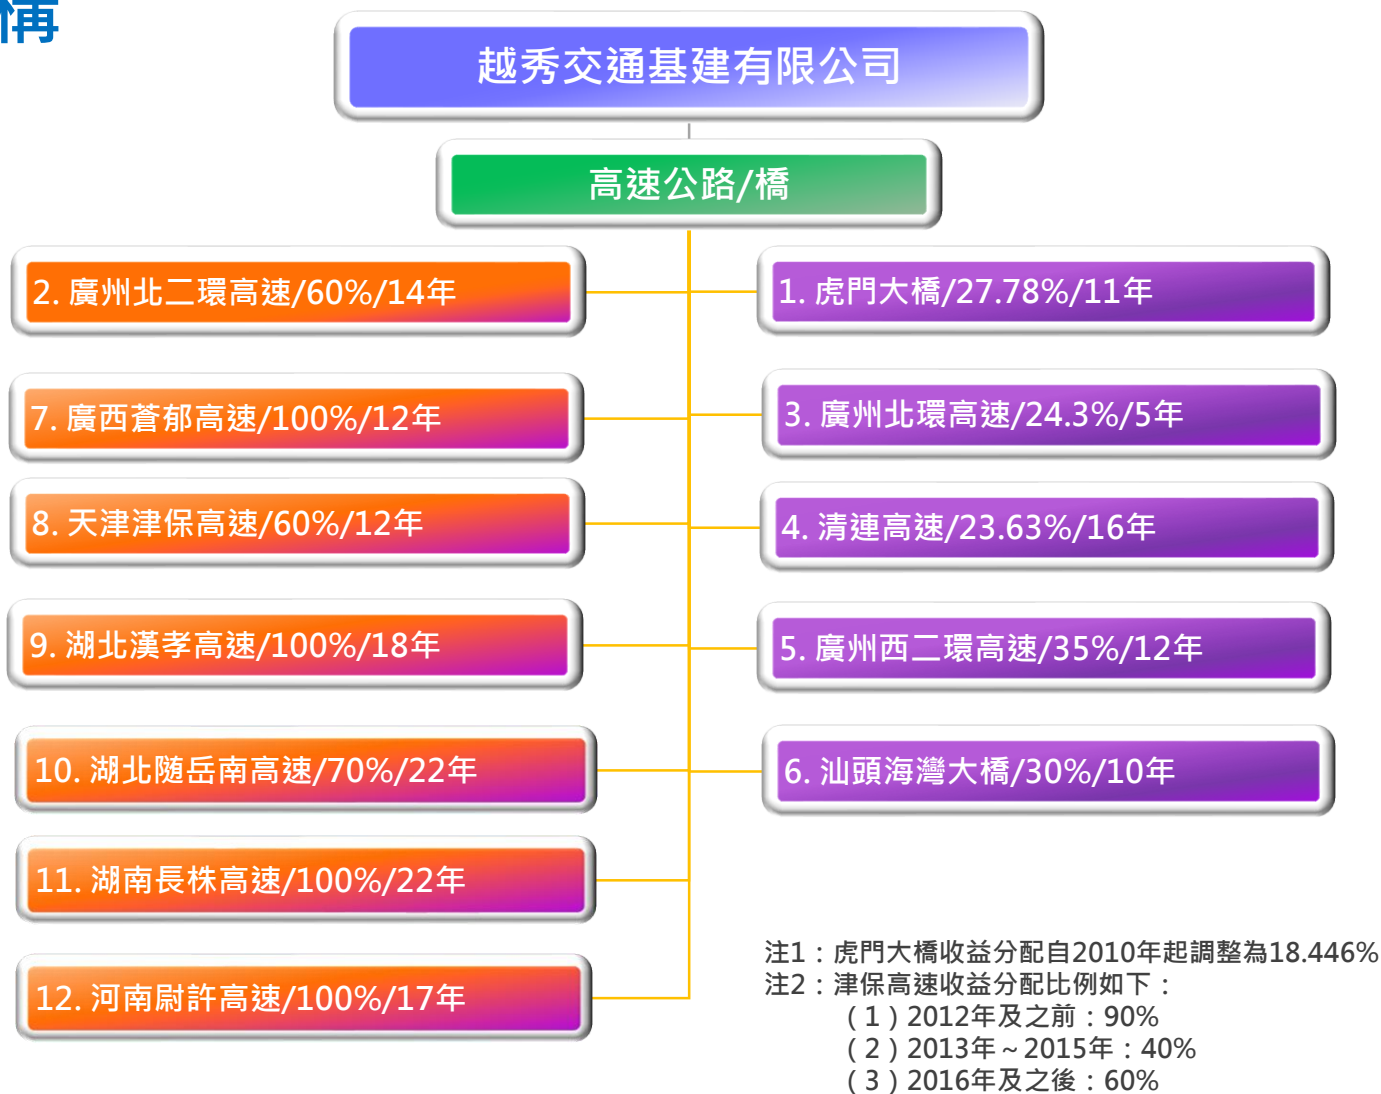 構
越秀交通基建有限公司
高速公路/橋
2. 廣州北二環高速/60%/14年
7. 廣西蒼郁高速/100%/12年
8. 天津津保高速/60%/12年
9. 湖北漢孝高速/100%/18年
10. 湖北随岳南高速/70%/22年
11. 湖南長株高速/100%/22年
12. 河南尉許高速/100%/17年
1. 虎門大橋/27.78%/11年
3. 廣州北環高速/24.3%/5年
4. 清連高速/23.63%/16年
5. 廣州西二環高速/35%/12年
6. 汕頭海灣大橋/30%/10年
注1：虎門大橋收益分配自2010年起調整為18.446%
注2：津保高速收益分配比例如下：
（1）2012年及之前：90%
（2）2013年～2015年：40%
（3）2016年及之後：60%